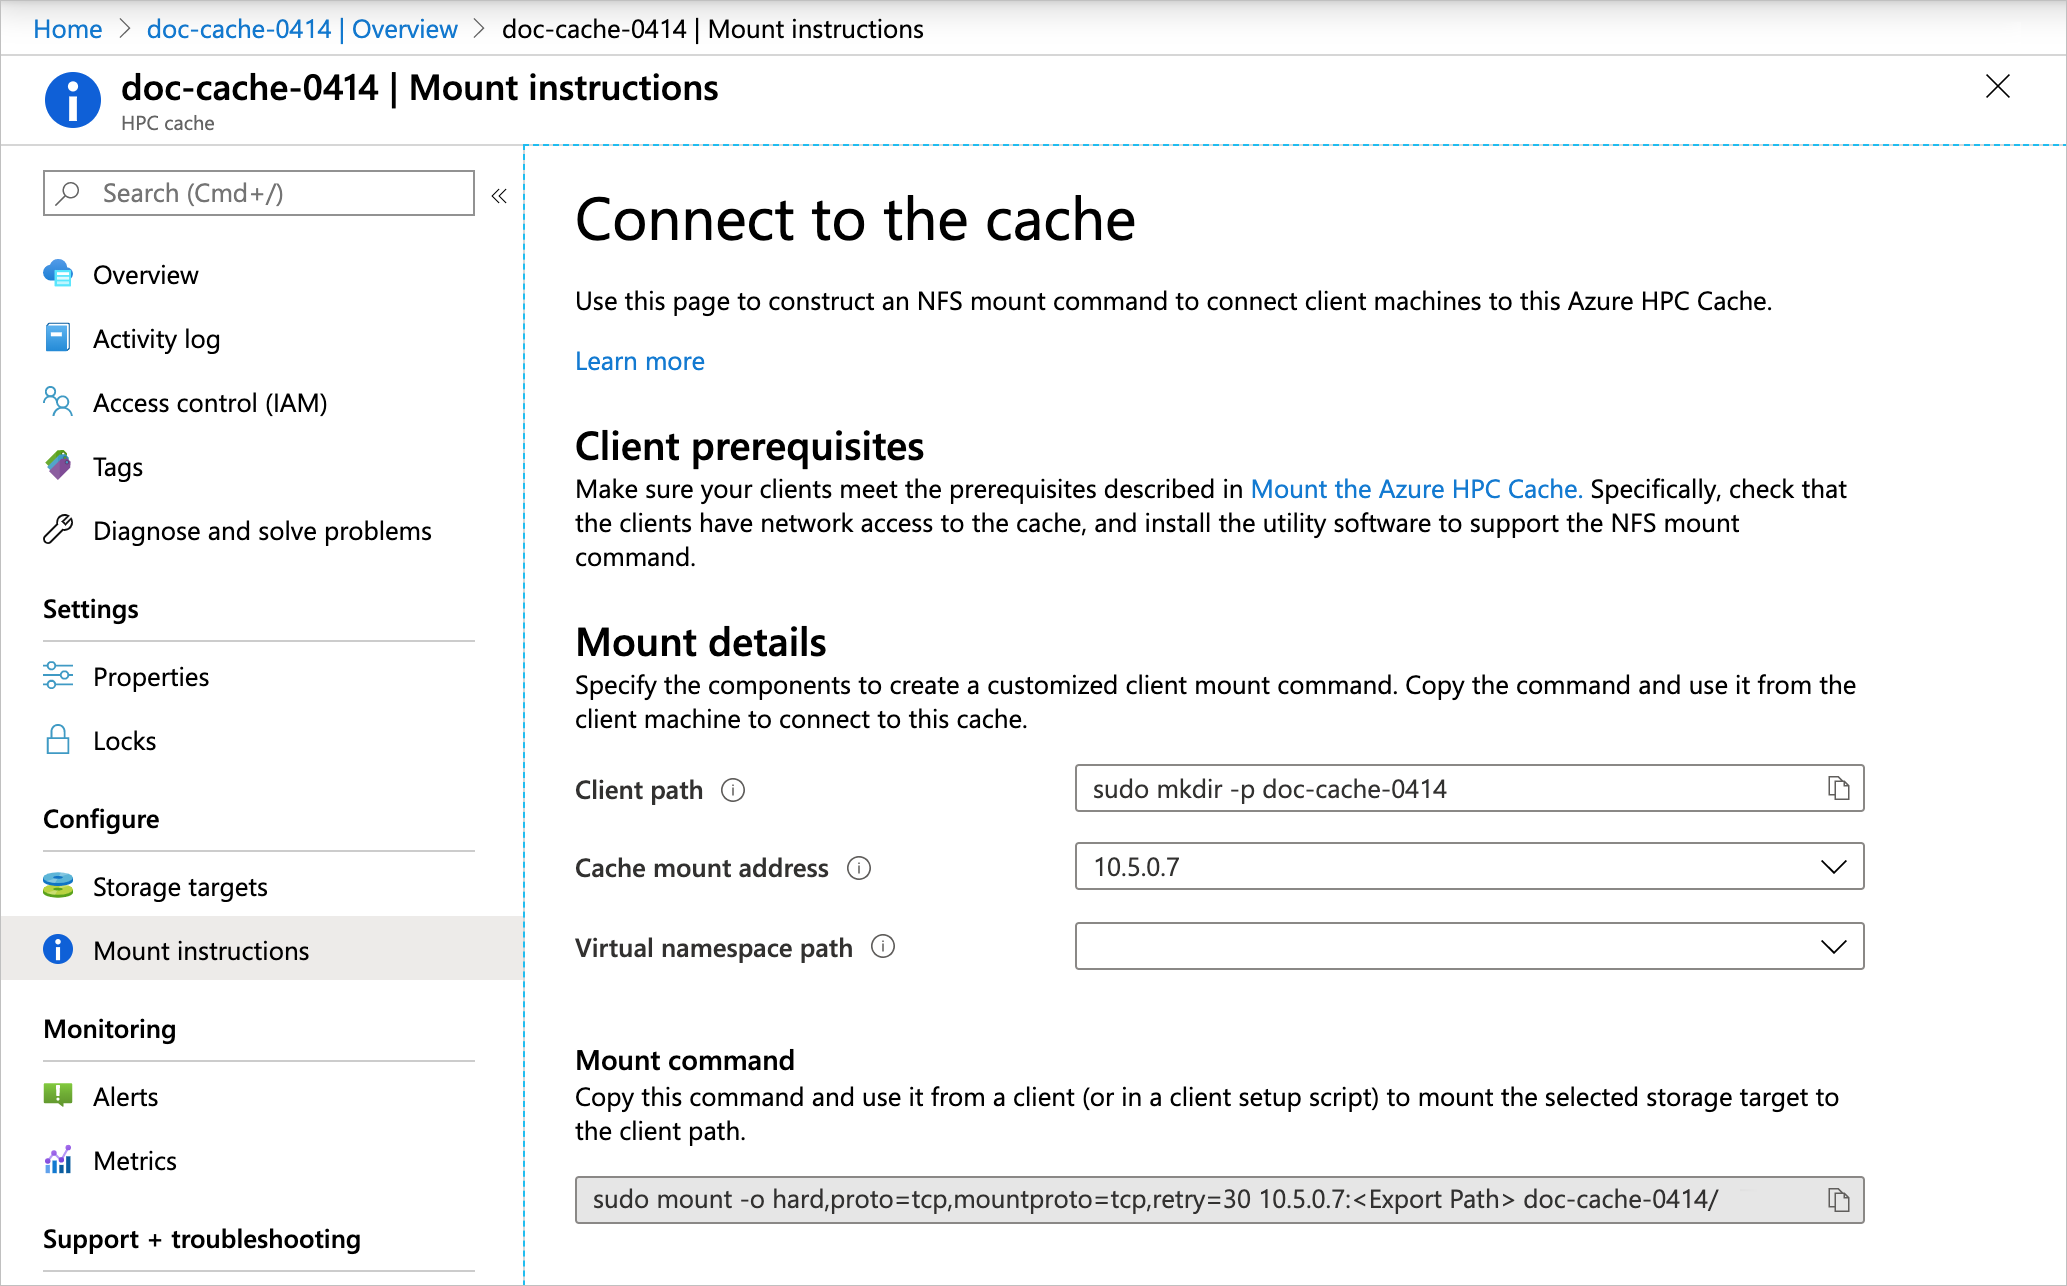 Home > doc-cache-0414 | Overview > doc-cache-0414 | Mount instructions
doc-cache-0414 | Mount instructions
HPC cache
Search (Cmd+/)
Overview
Activity log
Access control (IAM)
Tags
Diagnose and solve problems
Settings
Properties
Locks
Configure
Storage targets
Mount instructions
Monitoring
Alerts
Metrics
Support + troubleshooting
Connect to the cache
Use this page to construct an NFS mount command to connect client machines to this Azure HPC Cache.
Learn more
Client prerequisites
Make sure your clients meet the prerequisites described in Mount the Azure HPC Cache. Specifically, check that
the clients have network access to the cache, and install the utility software to support the NFS mount
command.
Mount details
Specify the components to create a customized client mount command. Copy the command and use it from the
client machine to connect to this cache.
Client path
sudo mkdir -p doc-cache-0414
Cache mount address
10.5.0.7
Virtual namespace path
Mount command
Copy this command and use it from a client (or in a client setup script) to mount the selected storage target to
the client path.
sudo mount -o hard,proto=tcp,mountproto=tcp,retry=30 10.5.0.7:<Export Path> doc-cache-0414/